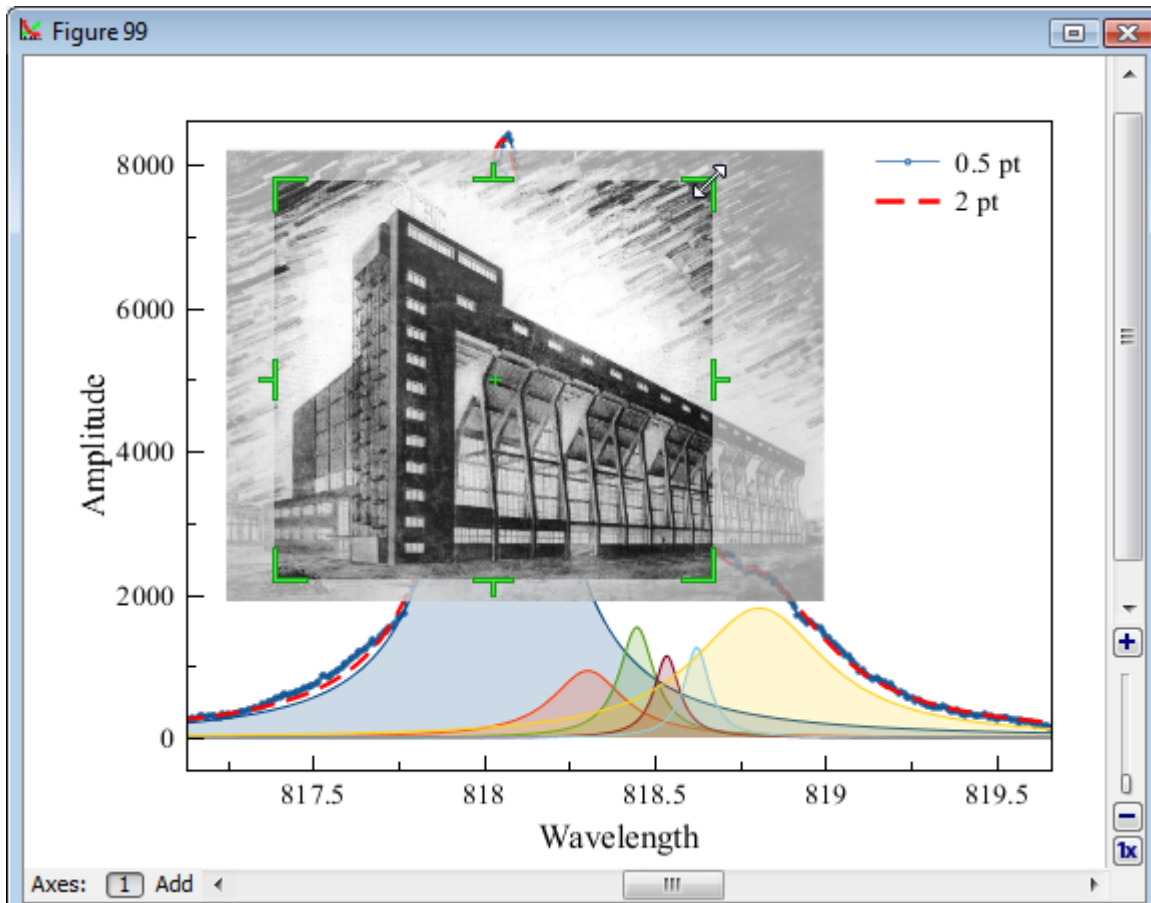 Figure 99
0.5 pt
2 pt
8000
6000
4000
2000
0
Amplitude
817.5 818 818.5 819 819.5
Wavelength
Axes: 1 Add
1x